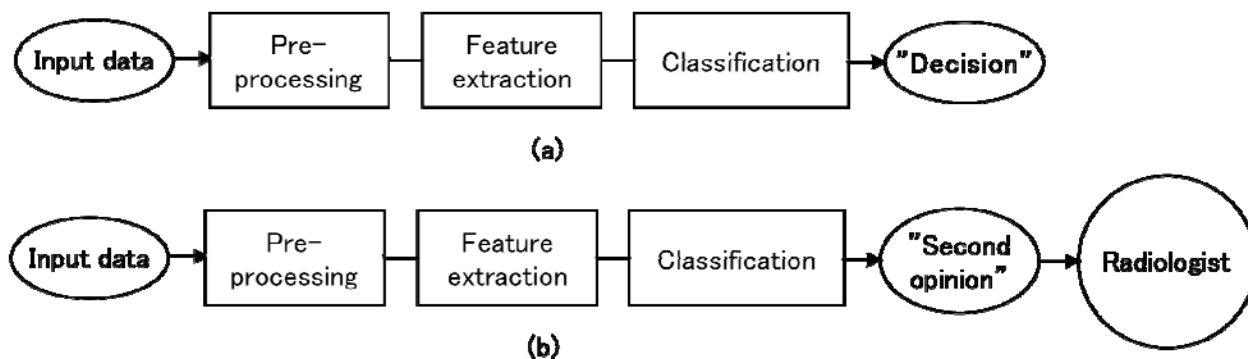 Input data
Pre-
processing
Feature
extraction
Classification
"Decision"
(a)
Input data
Pre-
processing
Feature
extraction
Classification
"Second
opinion"
Radiologist
(b)